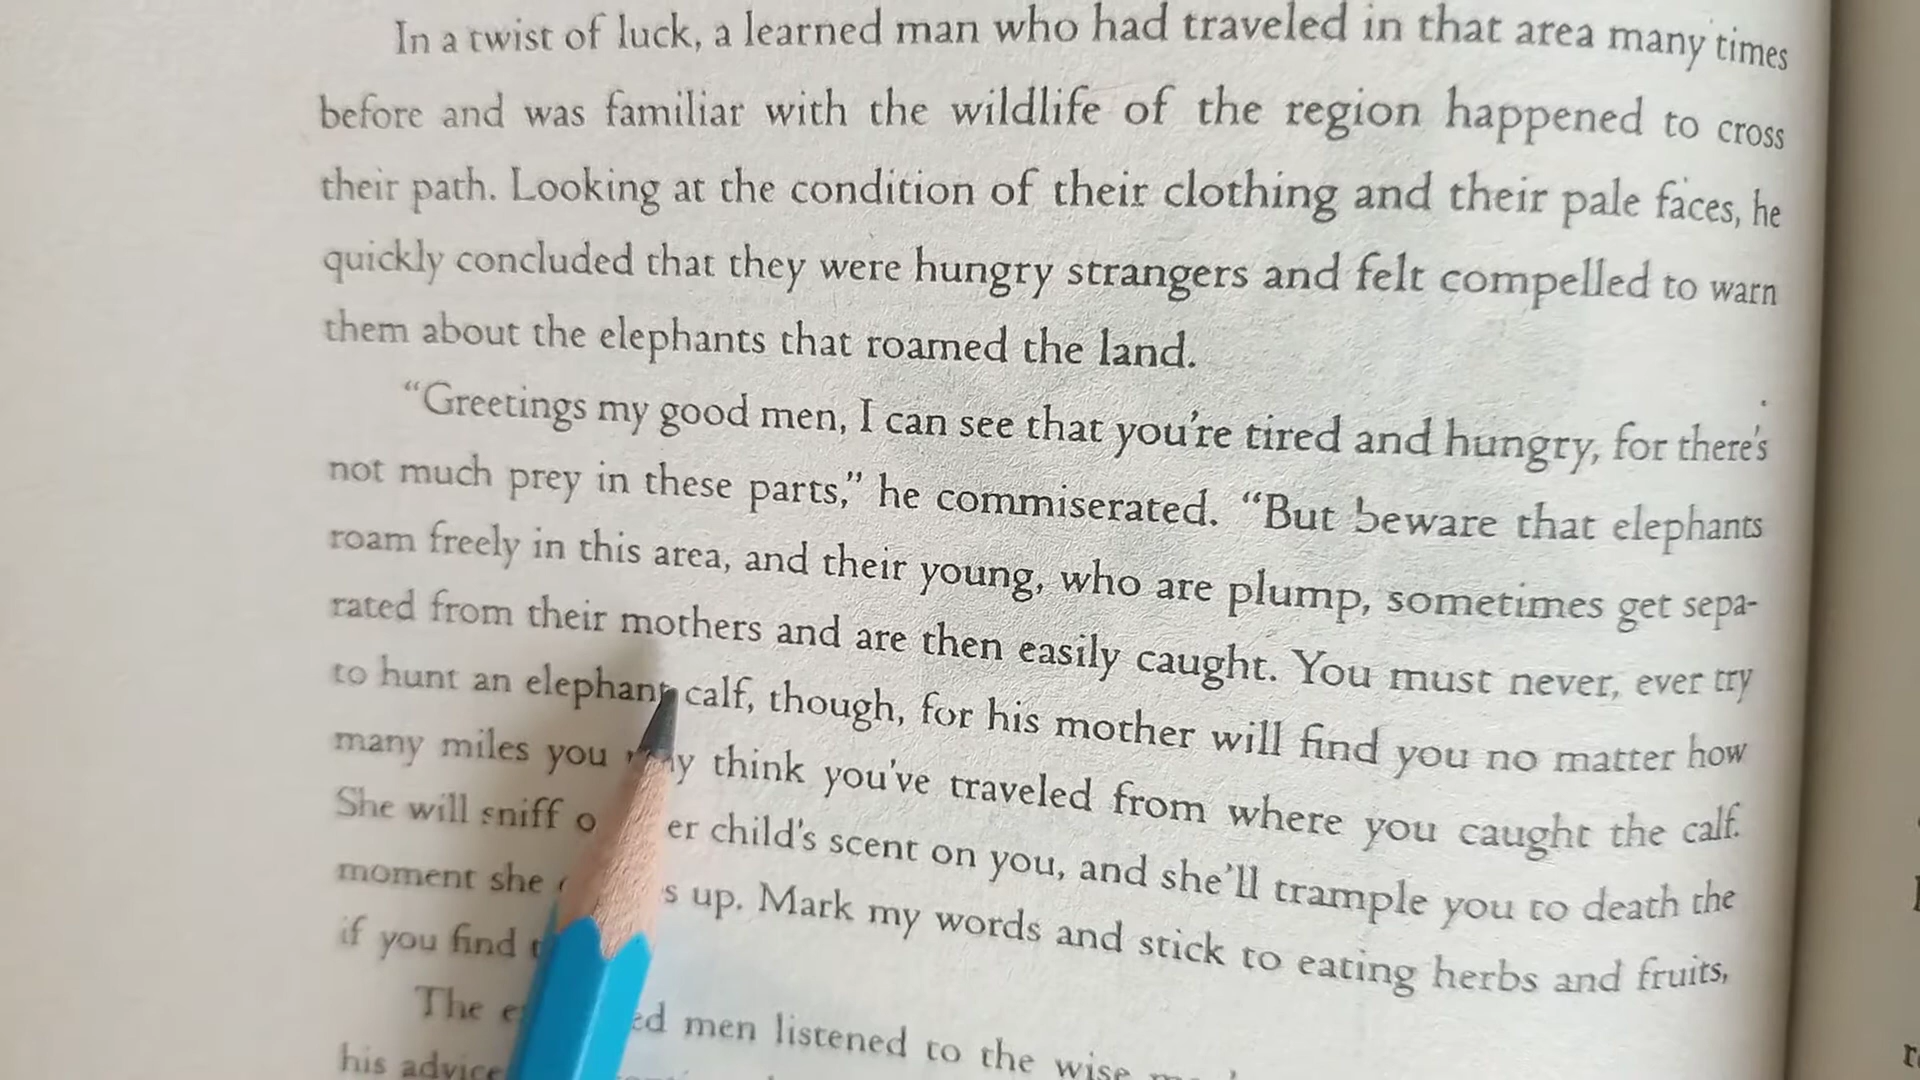 In a twist of luck, a learned man who had traveled in that area many times
before and was familiar with the wildlife of the region happened to cross
their path. Looking at the condition of their clothing and their pale faces, he
quickly concluded that they were hungry strangers and felt compelled to warn
them about the elephants that roamed the land.
“Greetings my good men, I can see that you're tired and hungry, for there's
not much prey in these parts,” he commiserated. “But beware that elephants
roam freely in this area, and their young, who are plump, sometimes get sepa-
rated from their mothers and are then easily caught. You must never, ever try
to hunt an elephant calf, though, for his mother will find you no matter how
many miles you think you've traveled from where you caught the calf.
She will sniff child's scent on you, and she'll trample you to death the
moment she up. Mark my words and stick to eating herbs and fruits,
if you find
The men listened to the wise
his advice